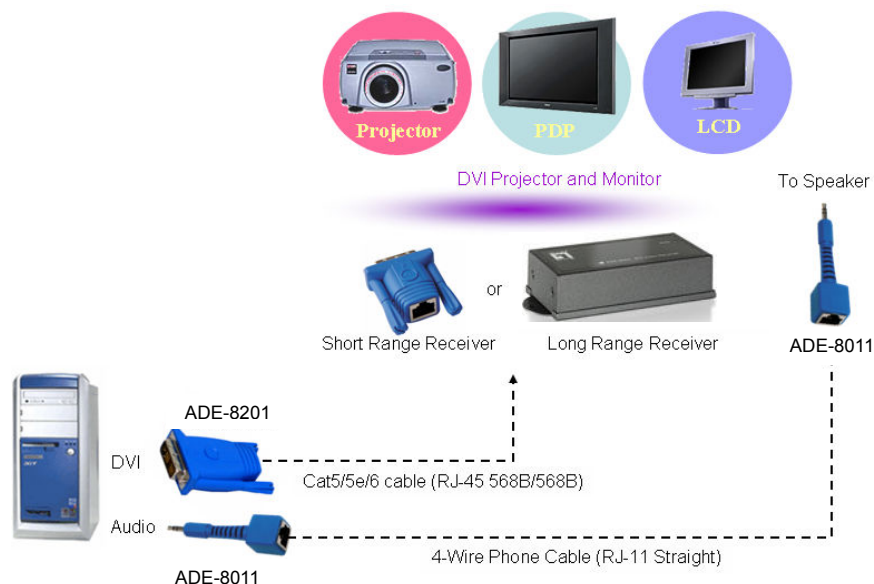 Projector
PDP
LCD
DVI Projector and Monitor
To Speaker
or
Short Range Receiver
Long Range Receiver
ADE-8011
ADE-8201
DVI
Cat5/5e/6 cable (RJ-45 568B/568B)
Audio
4-Wire Phone Cable (RJ-11 Straight)
ADE-8011